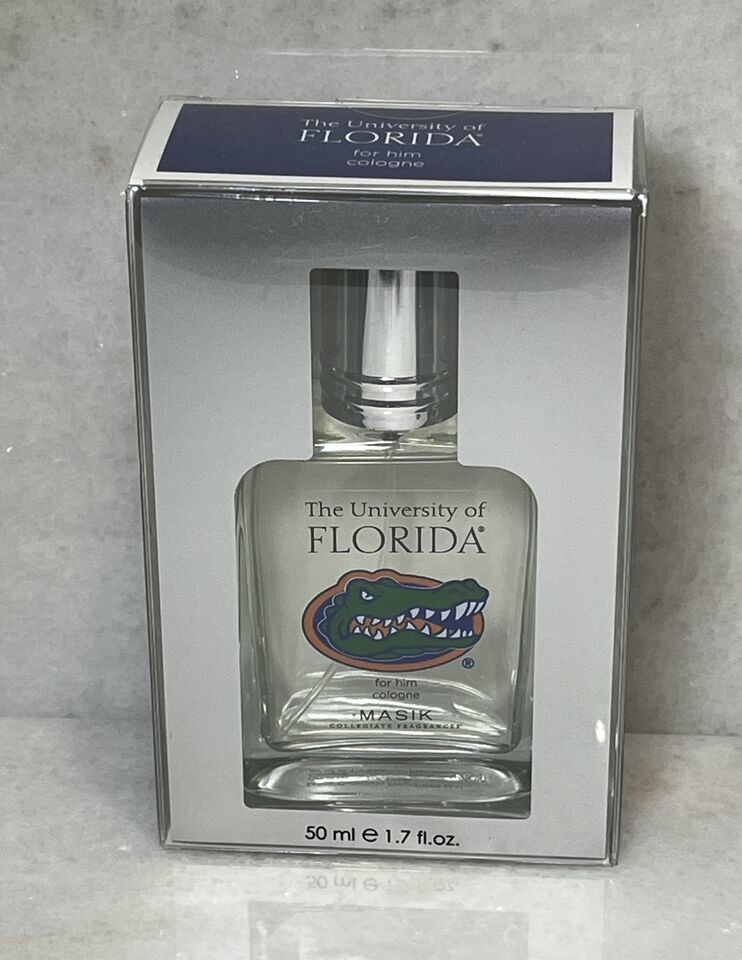 The University of
FLORIDA®
for him
cologne
The University of
FLORIDA®
®
for him
cologne
MASIK
COLLEGIATE FRAGRANCES
50 ml e 1.7 fl.oz.